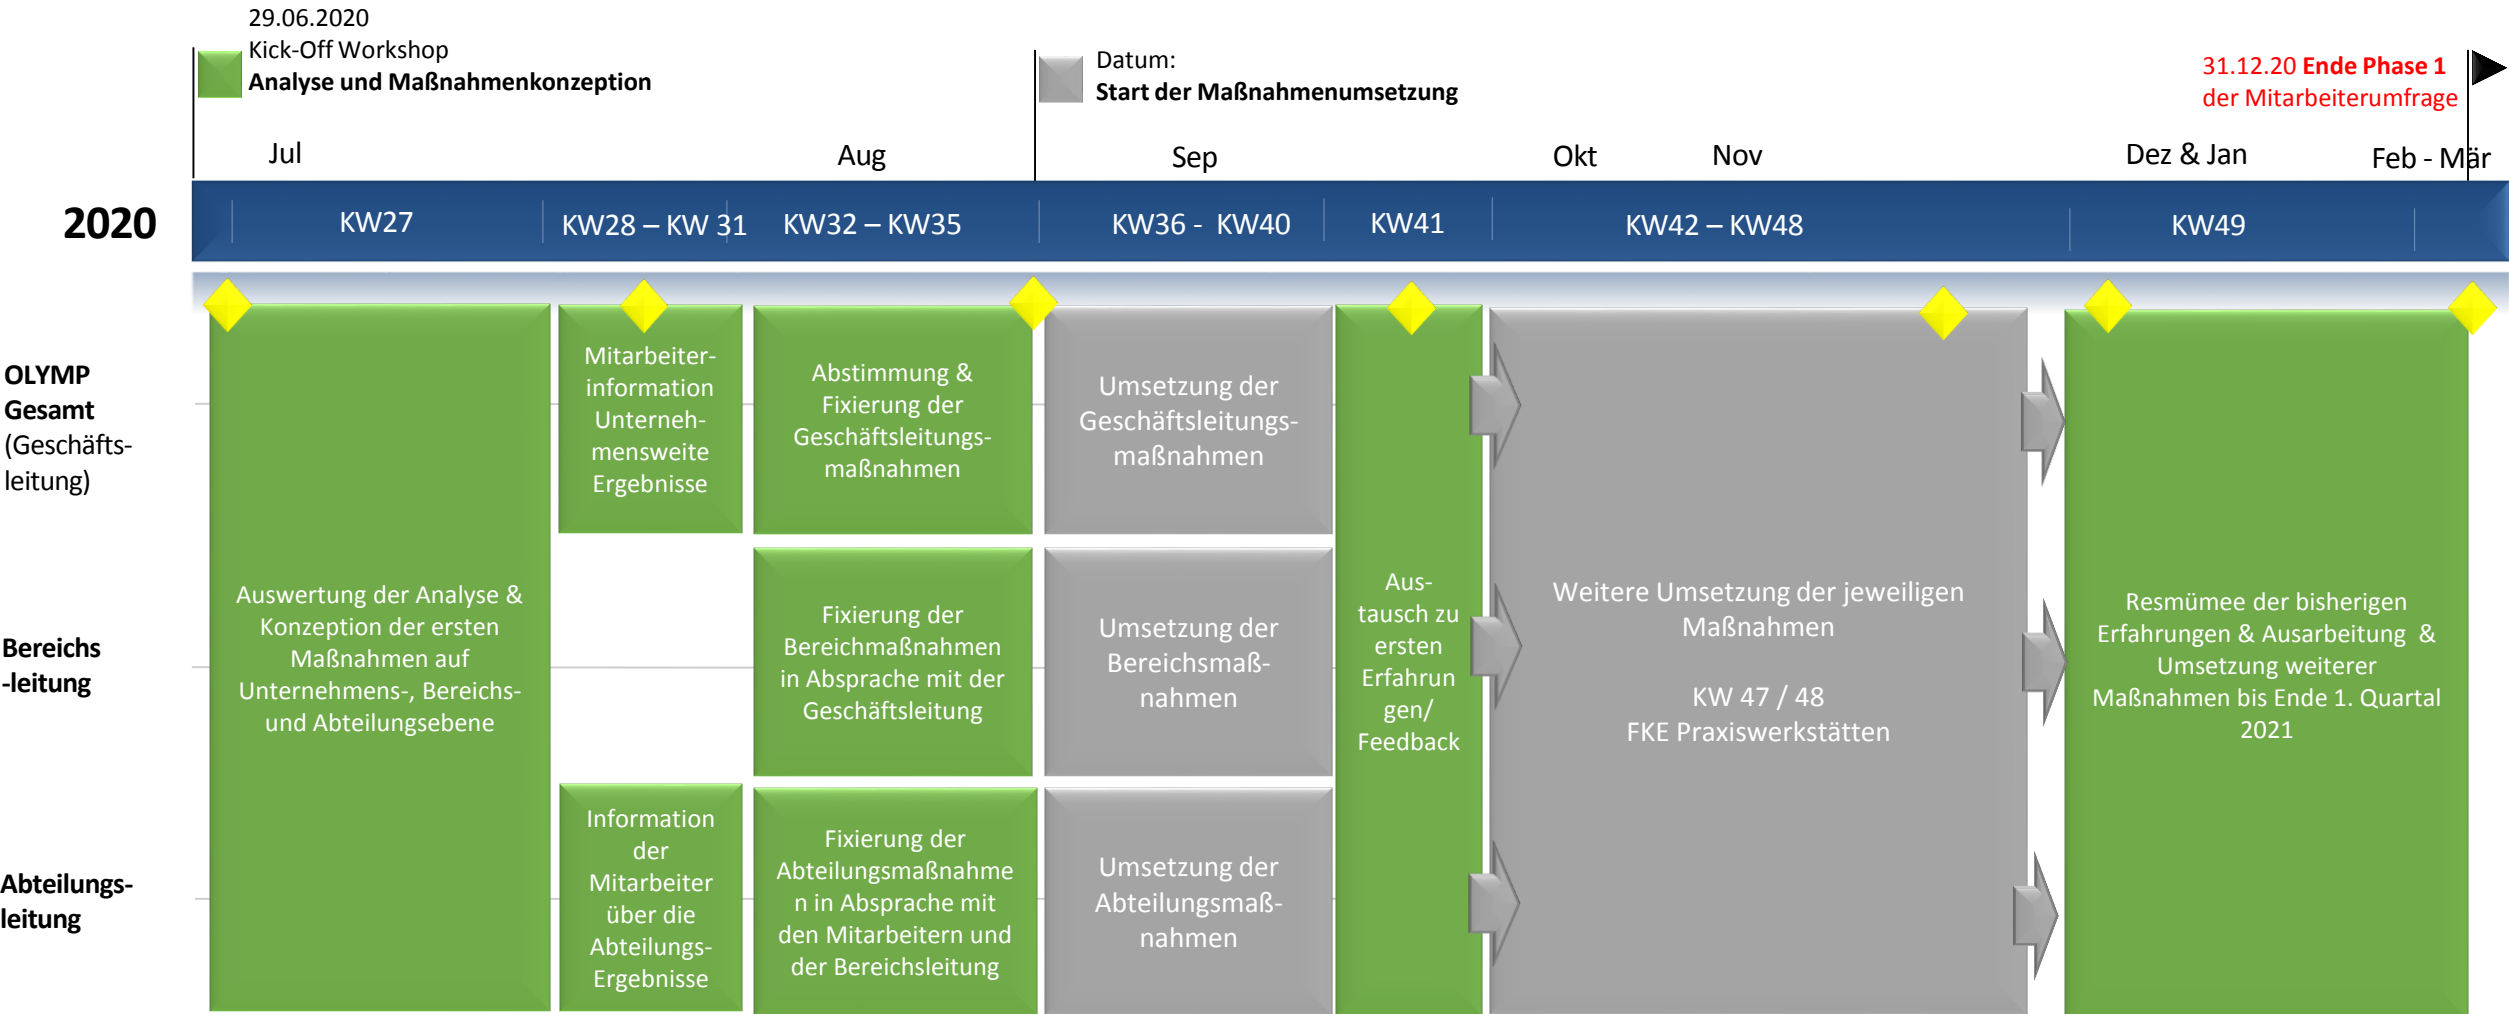 29.06.2020
Kick-Off Workshop
Analyse und Maßnahmenkonzeption
Datum:
Start der Maßnahmenumsetzung
31.12.20 Ende Phase 1
der Mitarbeiterumfrage
Jul
Aug
Sep
Okt
Nov
Dez & Jan
Feb - Mär
2020
KW27
KW28 – KW 31
KW32 – KW35
KW36 - KW40
KW41
KW42 – KW48
KW49
OLYMP
Gesamt
(Geschäfts-
leitung)
Bereichs
-leitung
Abteilungs-
leitung
Auswertung der Analyse &
Konzeption der ersten
Maßnahmen auf
Unternehmens-, Bereichs-
und Abteilungsebene
Mitarbeiter-
information
Unterneh-
mensweite
Ergebnisse
Information
der
Mitarbeiter
über die
Abteilungs-
Ergebnisse
Abstimmung &
Fixierung der
Geschäftsleitungs-
maßnahmen
Fixierung der
Bereichmaßnahmen
in Absprache mit der
Geschäftsleitung
Fixierung der
Abteilungsmaßnahme
n in Absprache mit
den Mitarbeitern und
der Bereichsleitung
Umsetzung der
Geschäftsleitungs-
maßnahmen
Umsetzung der
Bereichsmaß-
nahmen
Umsetzung der
Abteilungsmaß-
nahmen
Aus-
tausch zu
ersten
Erfahrun
gen/
Feedback
Weitere Umsetzung der jeweiligen
Maßnahmen
KW 47 / 48
FKE Praxiswerkstätten
Resmümee der bisherigen
Erfahrungen & Ausarbeitung &
Umsetzung weiterer
Maßnahmen bis Ende 1. Quartal
2021